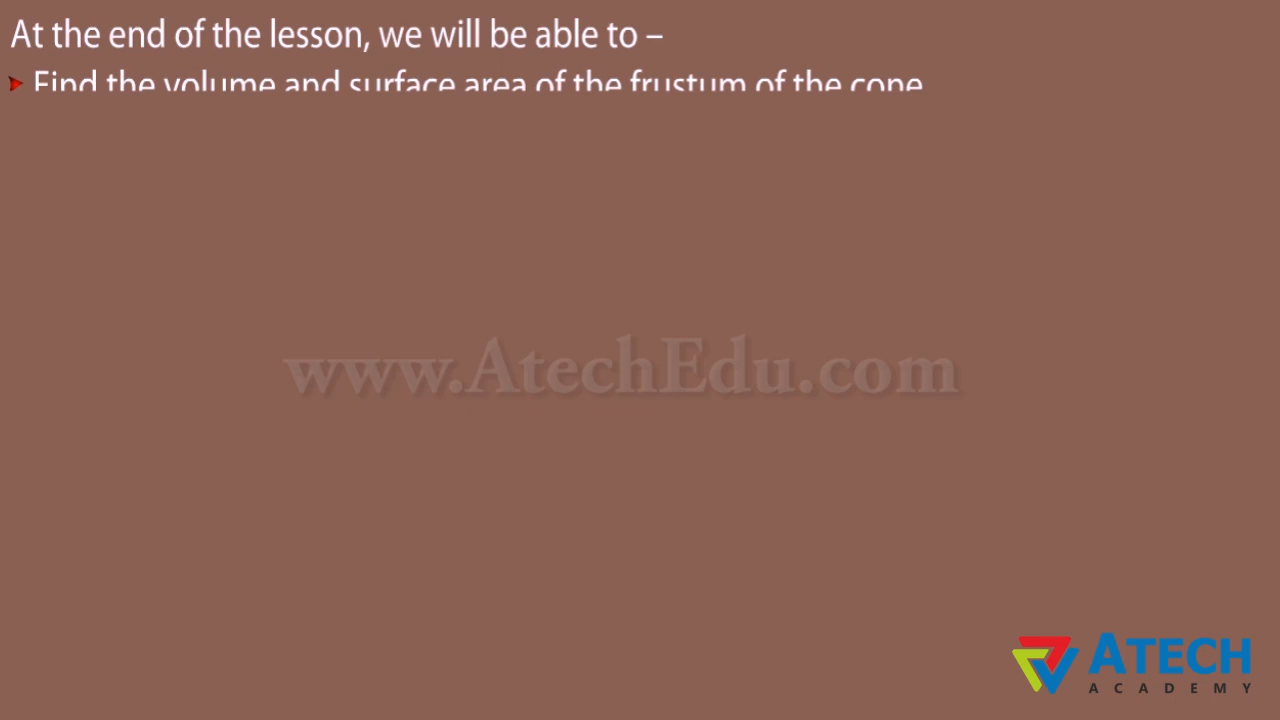 At the end of the lesson, we will be able to –
Find the volume and surface area of the frustum of the cone
www.AtechEdu.com
ATECH
ACADEMY